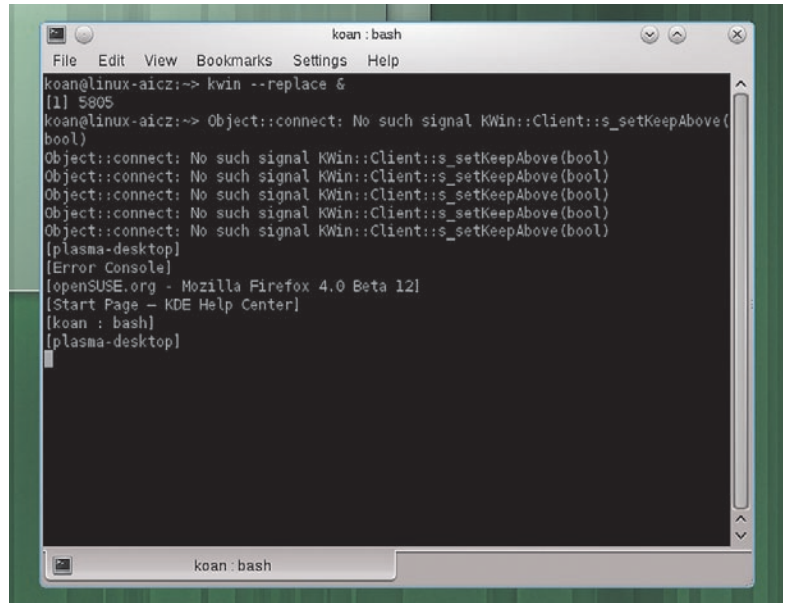 koan : bash
File Edit View Bookmarks Settings Help
koan@linux-aicz:~> kwin --replace &
[1] 5805
koan@linux-aicz:~> Object::connect: No such signal KWin::Client::s_setKeepAbove(
bool)
Object::connect: No such signal KWin::Client::s_setKeepAbove(bool)
Object::connect: No such signal KWin::Client::s_setKeepAbove(bool)
Object::connect: No such signal KWin::Client::s_setKeepAbove(bool)
Object::connect: No such signal KWin::Client::s_setKeepAbove(bool)
Object::connect: No such signal KWin::Client::s_setKeepAbove(bool)
[plasma-desktop]
[Error Console]
[openSUSE.org - Mozilla Firefox 4.0 Beta 12]
[Start Page – KDE Help Center]
[koan : bash]
[plasma-desktop]
koan : bash